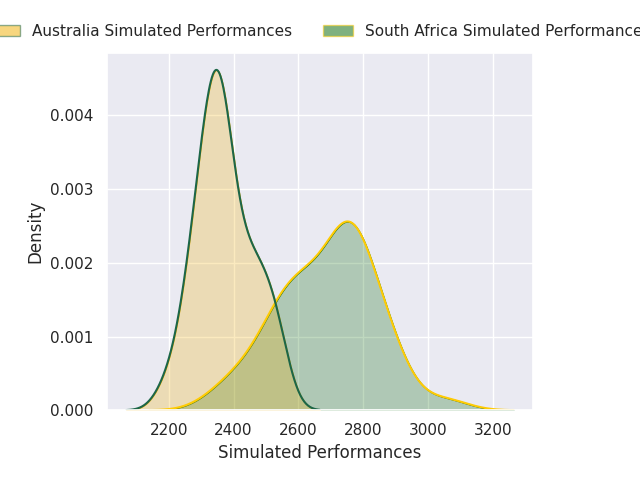 Australia Simulated Performances South Africa Simulated Performance
0.004
0.003
0.002
0.001
0.000
Density
2200 2400 2600 2800 3000 3200
Simulated Performances